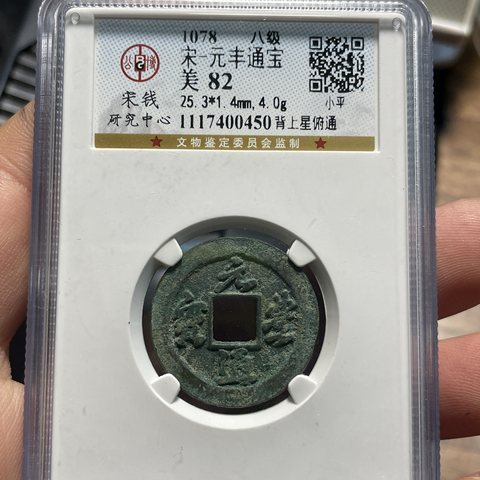 1078 八级
宋-元丰通宝
美 82
公博
宋钱
25.3*1.4mm,4.0g 小平
研究中心 1117400450 背上星俯通
★ 文物鉴定委员会监制 ★
元豐通寶